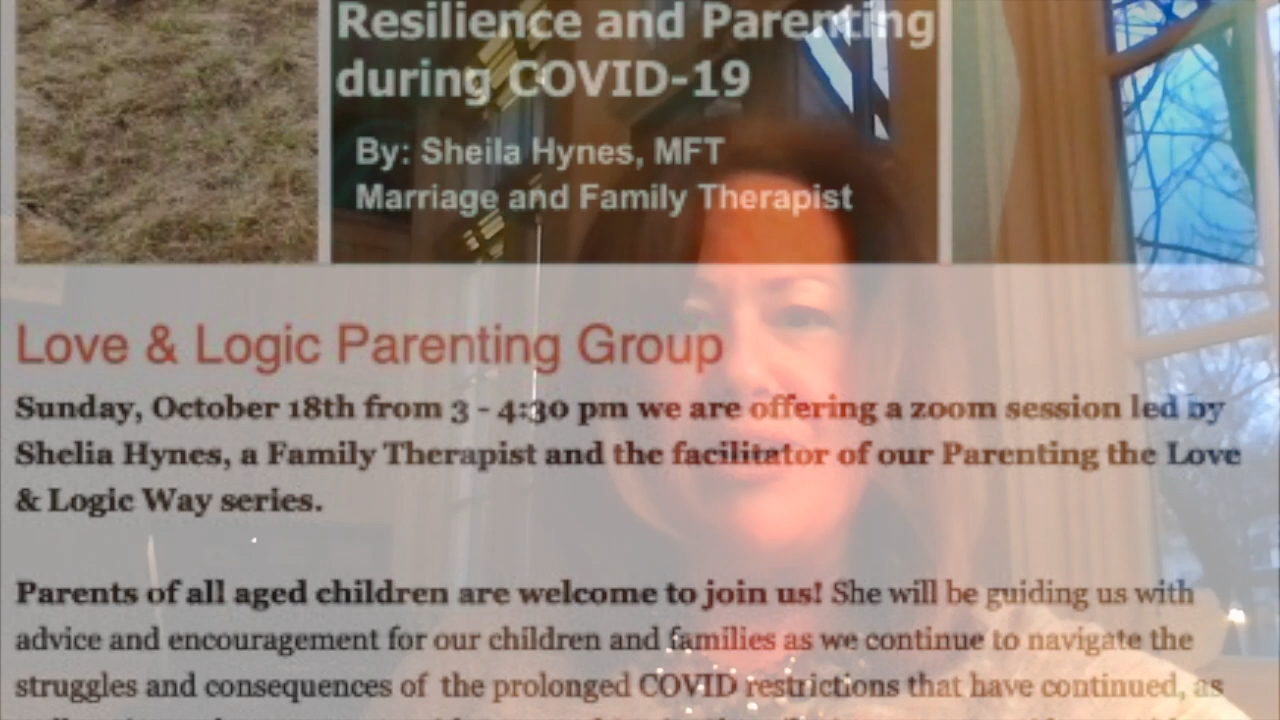 Resilience and Parenting
during COVID-19
By: Sheila Hynes, MFT
Marriage and Family Therapist
Love & Logic Parenting Group
Sunday, October 18th from 3 - 4:30 pm we are offering a zoom session led by
Shelia Hynes, a Family Therapist and the facilitator of our Parenting the Love
& Logic Way series.
Parents of all aged children are welcome to join us! She will be guiding us with
advice and encouragement for our children and families as we continue to navigate the
struggles and consequences of the prolonged COVID restrictions that have continued, as